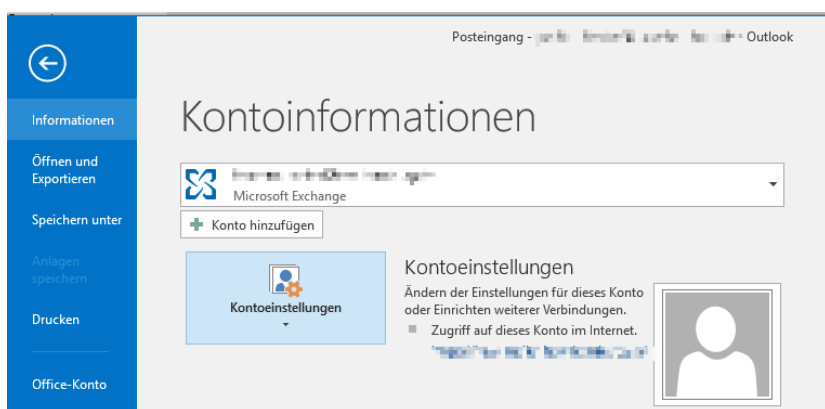 Posteingang - - Outlook
Informationen
Öffnen und
Exportieren
Speichern unter
Anlagen
speichern
Drucken
Office-Konto
Kontoinformationen
Microsoft Exchange
Konto hinzufügen
Kontoeinstellungen
Kontoeinstellungen
Ändern der Einstellungen für dieses Konto
oder Einrichten weiterer Verbindungen.
Zugriff auf dieses Konto im Internet.